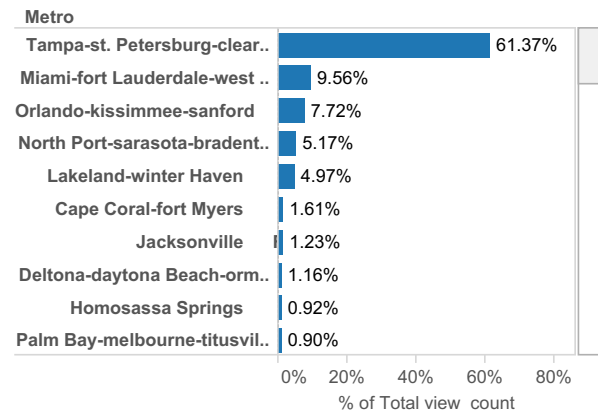 Metro
Tampa-st. Petersburg-clear.. 61.37%
Miami-fort Lauderdale-west .. 9.56%
Orlando-kissimmee-sanford 7.72%
North Port-sarasota-bradent.. 5.17%
Lakeland-winter Haven 4.97%
Cape Coral-fort Myers 1.61%
Jacksonville 1.23%
Deltona-daytona Beach-orm.. 1.16%
Homosassa Springs 0.92%
Palm Bay-melbourne-titusvil.. 0.90%
0% 20% 40% 60% 80%
% of Total view_count